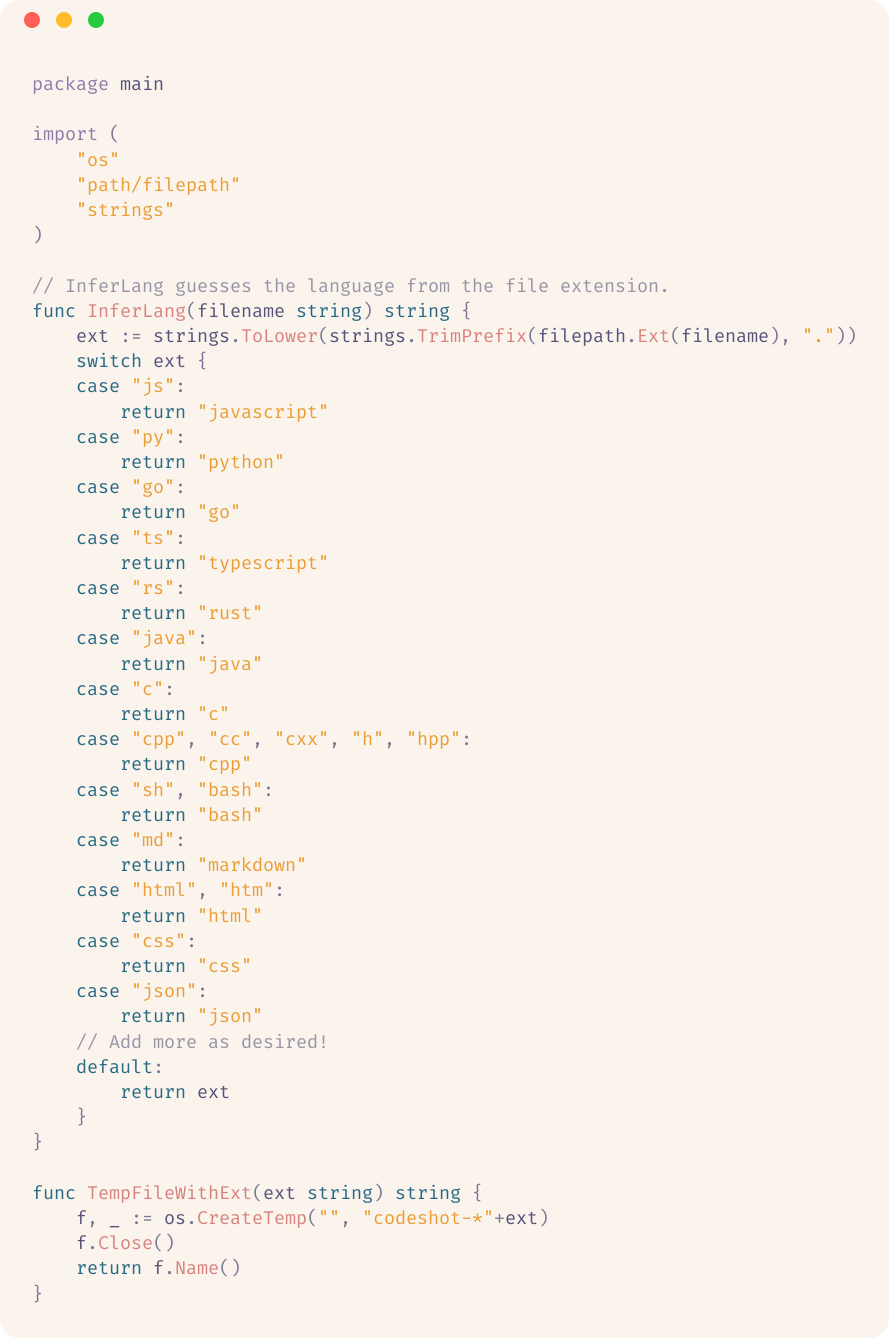 package main

import (
    "os"
    "path/filepath"
    "strings"
)

// InferLang guesses the language from the file extension.
func InferLang(filename string) string {
    ext := strings.ToLower(strings.TrimPrefix(filepath.Ext(filename), "."))
    switch ext {
    case "js":
        return "javascript"
    case "py":
        return "python"
    case "go":
        return "go"
    case "ts":
        return "typescript"
    case "rs":
        return "rust"
    case "java":
        return "java"
    case "c":
        return "c"
    case "cpp", "cc", "cxx", "h", "hpp":
        return "cpp"
    case "sh", "bash":
        return "bash"
    case "md":
        return "markdown"
    case "html", "htm":
        return "html"
    case "css":
        return "css"
    case "json":
        return "json"
    // Add more as desired!
    default:
        return ext
    }
}

func TempFileWithExt(ext string) string {
    f, _ := os.CreateTemp("", "codeshot-*"+ext)
    f.Close()
    return f.Name()
}